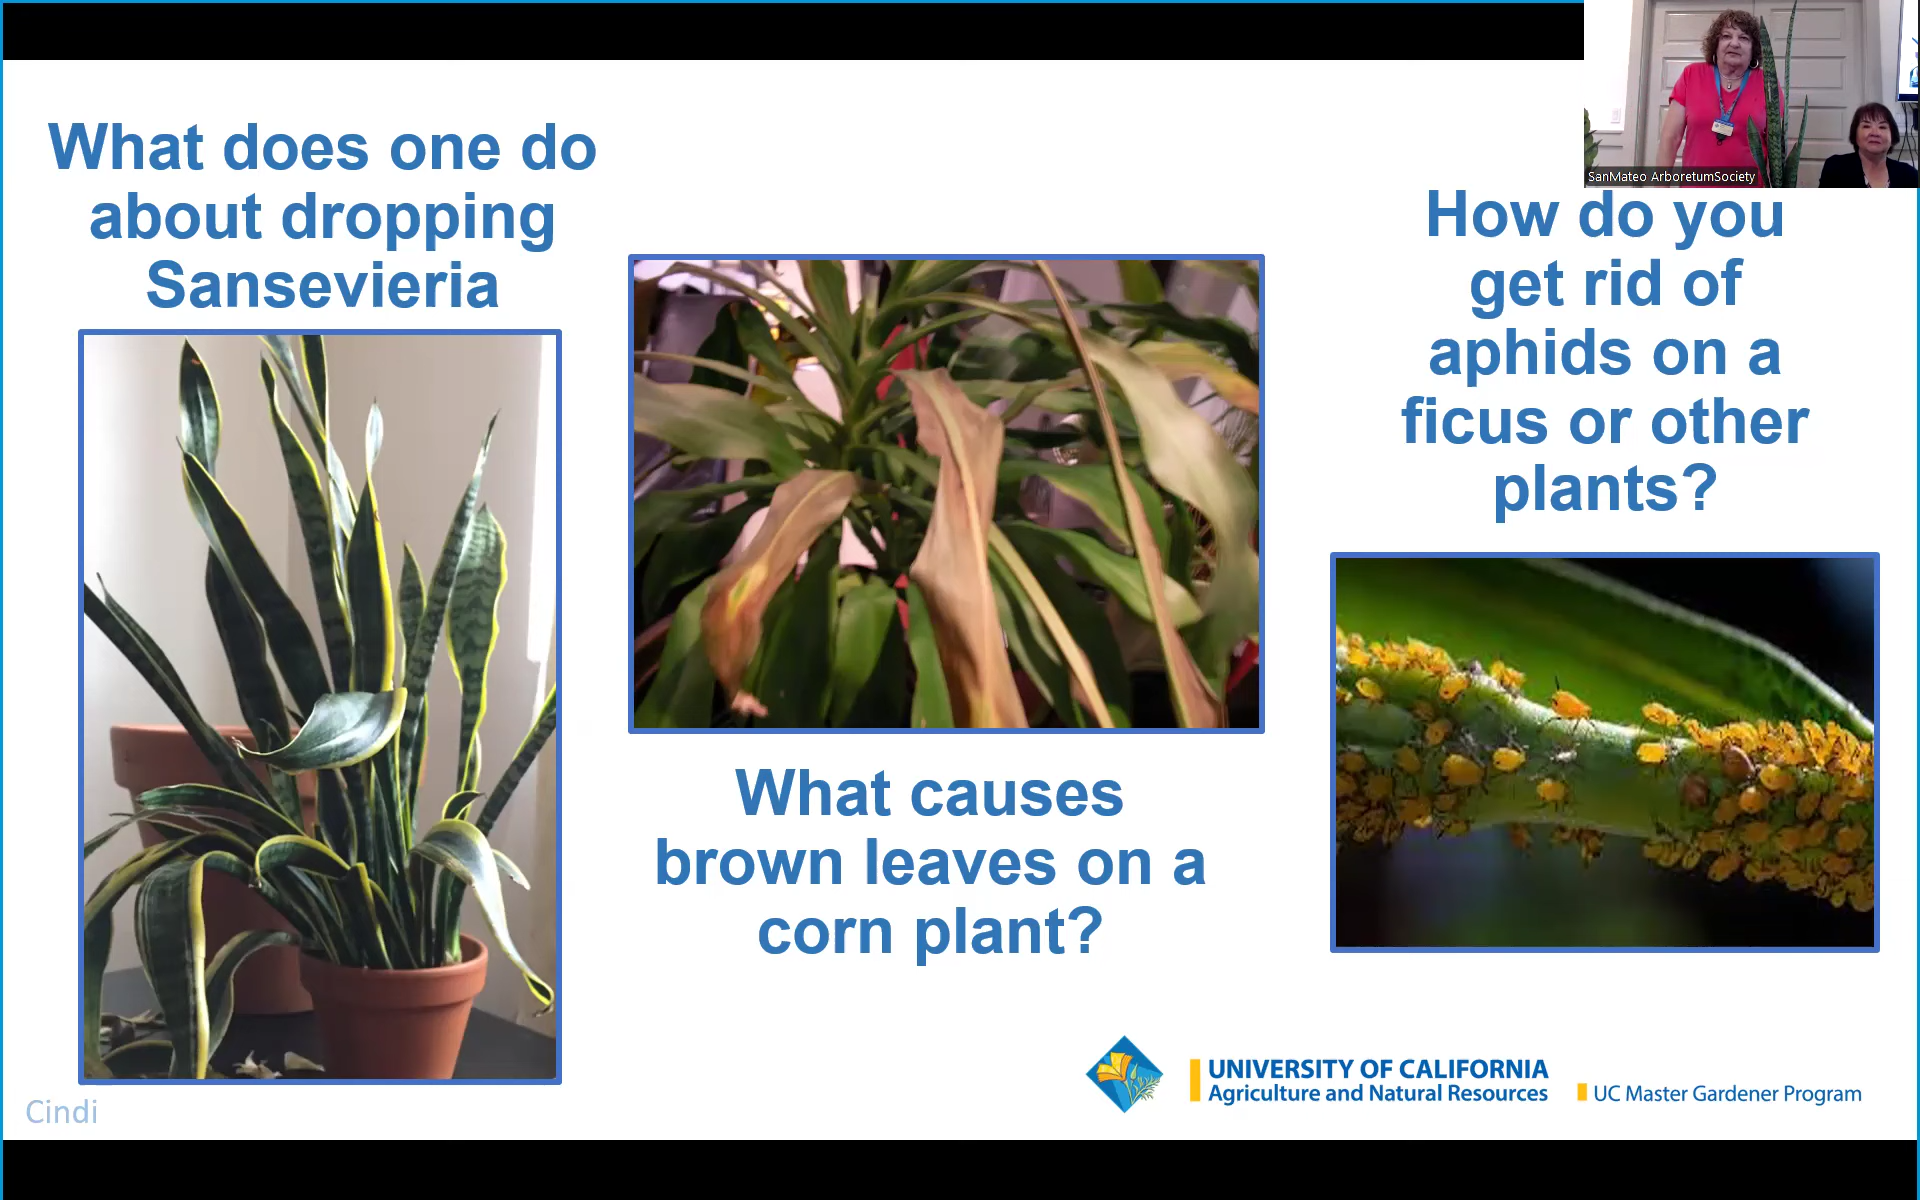 What does one do
about dropping
Sansevieria
What causes
brown leaves on a
corn plant?
How do you
get rid of
aphids on a
ficus or other
plants?
SanMateo ArboretumSociety
UNIVERSITY OF CALIFORNIA
Agriculture and Natural Resources
UC Master Gardener Program
Cindi